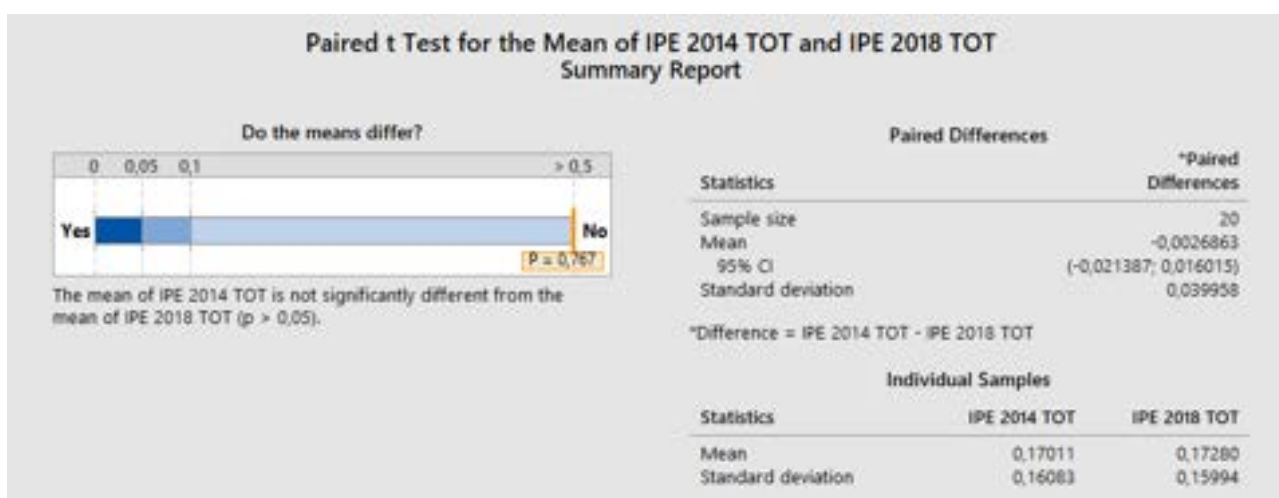 Paired t Test for the Mean of IPE 2014 TOT and IPE 2018 TOT
Summary Report
Do the means differ?
0 0,05 0,1 > 0,5
Yes No
P = 0,767
The mean of IPE 2014 TOT is not significantly different from the
mean of IPE 2018 TOT (p > 0,05).
Paired Differences
*Paired
Statistics Differences
Sample size 20
Mean -0,0026863
95% CI (-0,021387; 0,016015)
Standard deviation 0,039958
*Difference = IPE 2014 TOT - IPE 2018 TOT
Individual Samples
Statistics IPE 2014 TOT IPE 2018 TOT
Mean 0,17011 0,17280
Standard deviation 0,16083 0,15994